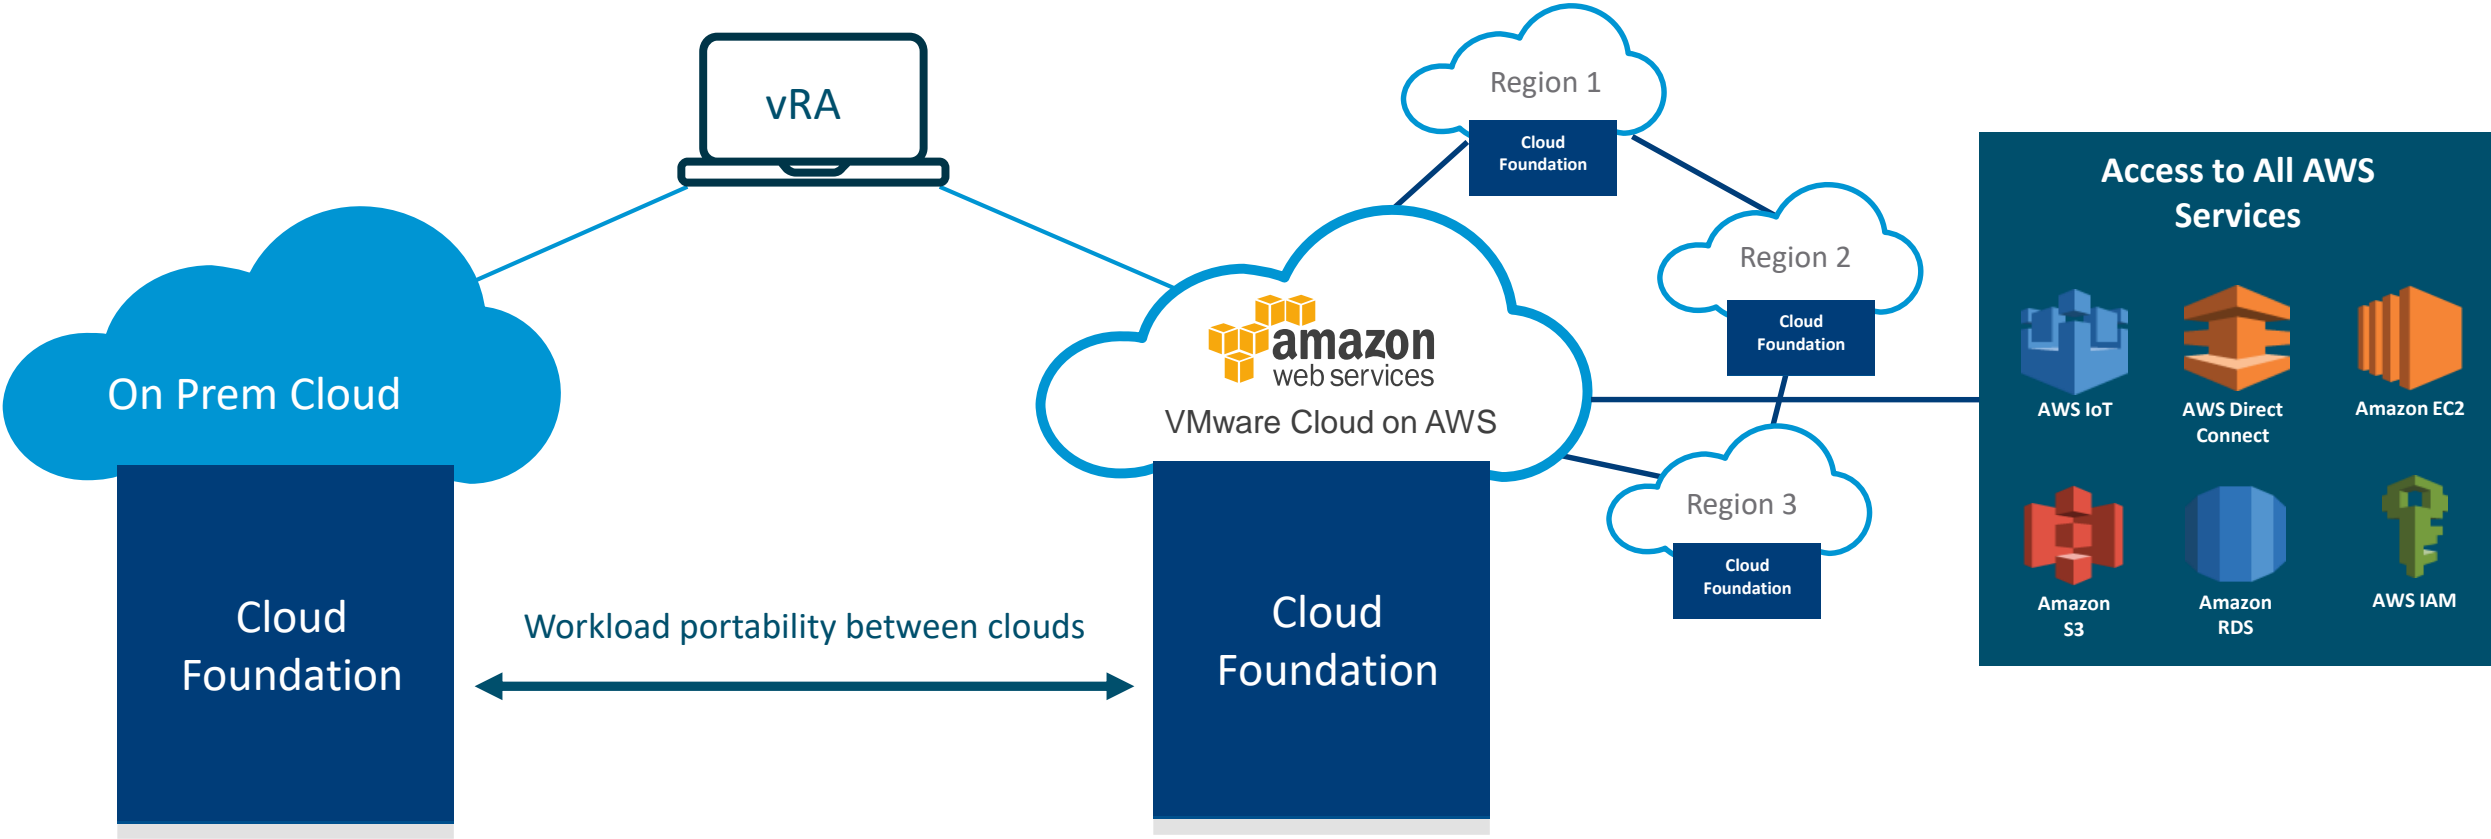 vRA
On Prem Cloud
Cloud
Foundation
Workload portability between clouds
amazon
web services
VMware Cloud on AWS
Cloud
Foundation
Region 1
Cloud
Foundation
Region 2
Cloud
Foundation
Region 3
Cloud
Foundation
Access to All AWS
Services
AWS IoT
AWS Direct
Connect
Amazon EC2
Amazon
S3
Amazon
RDS
AWS IAM